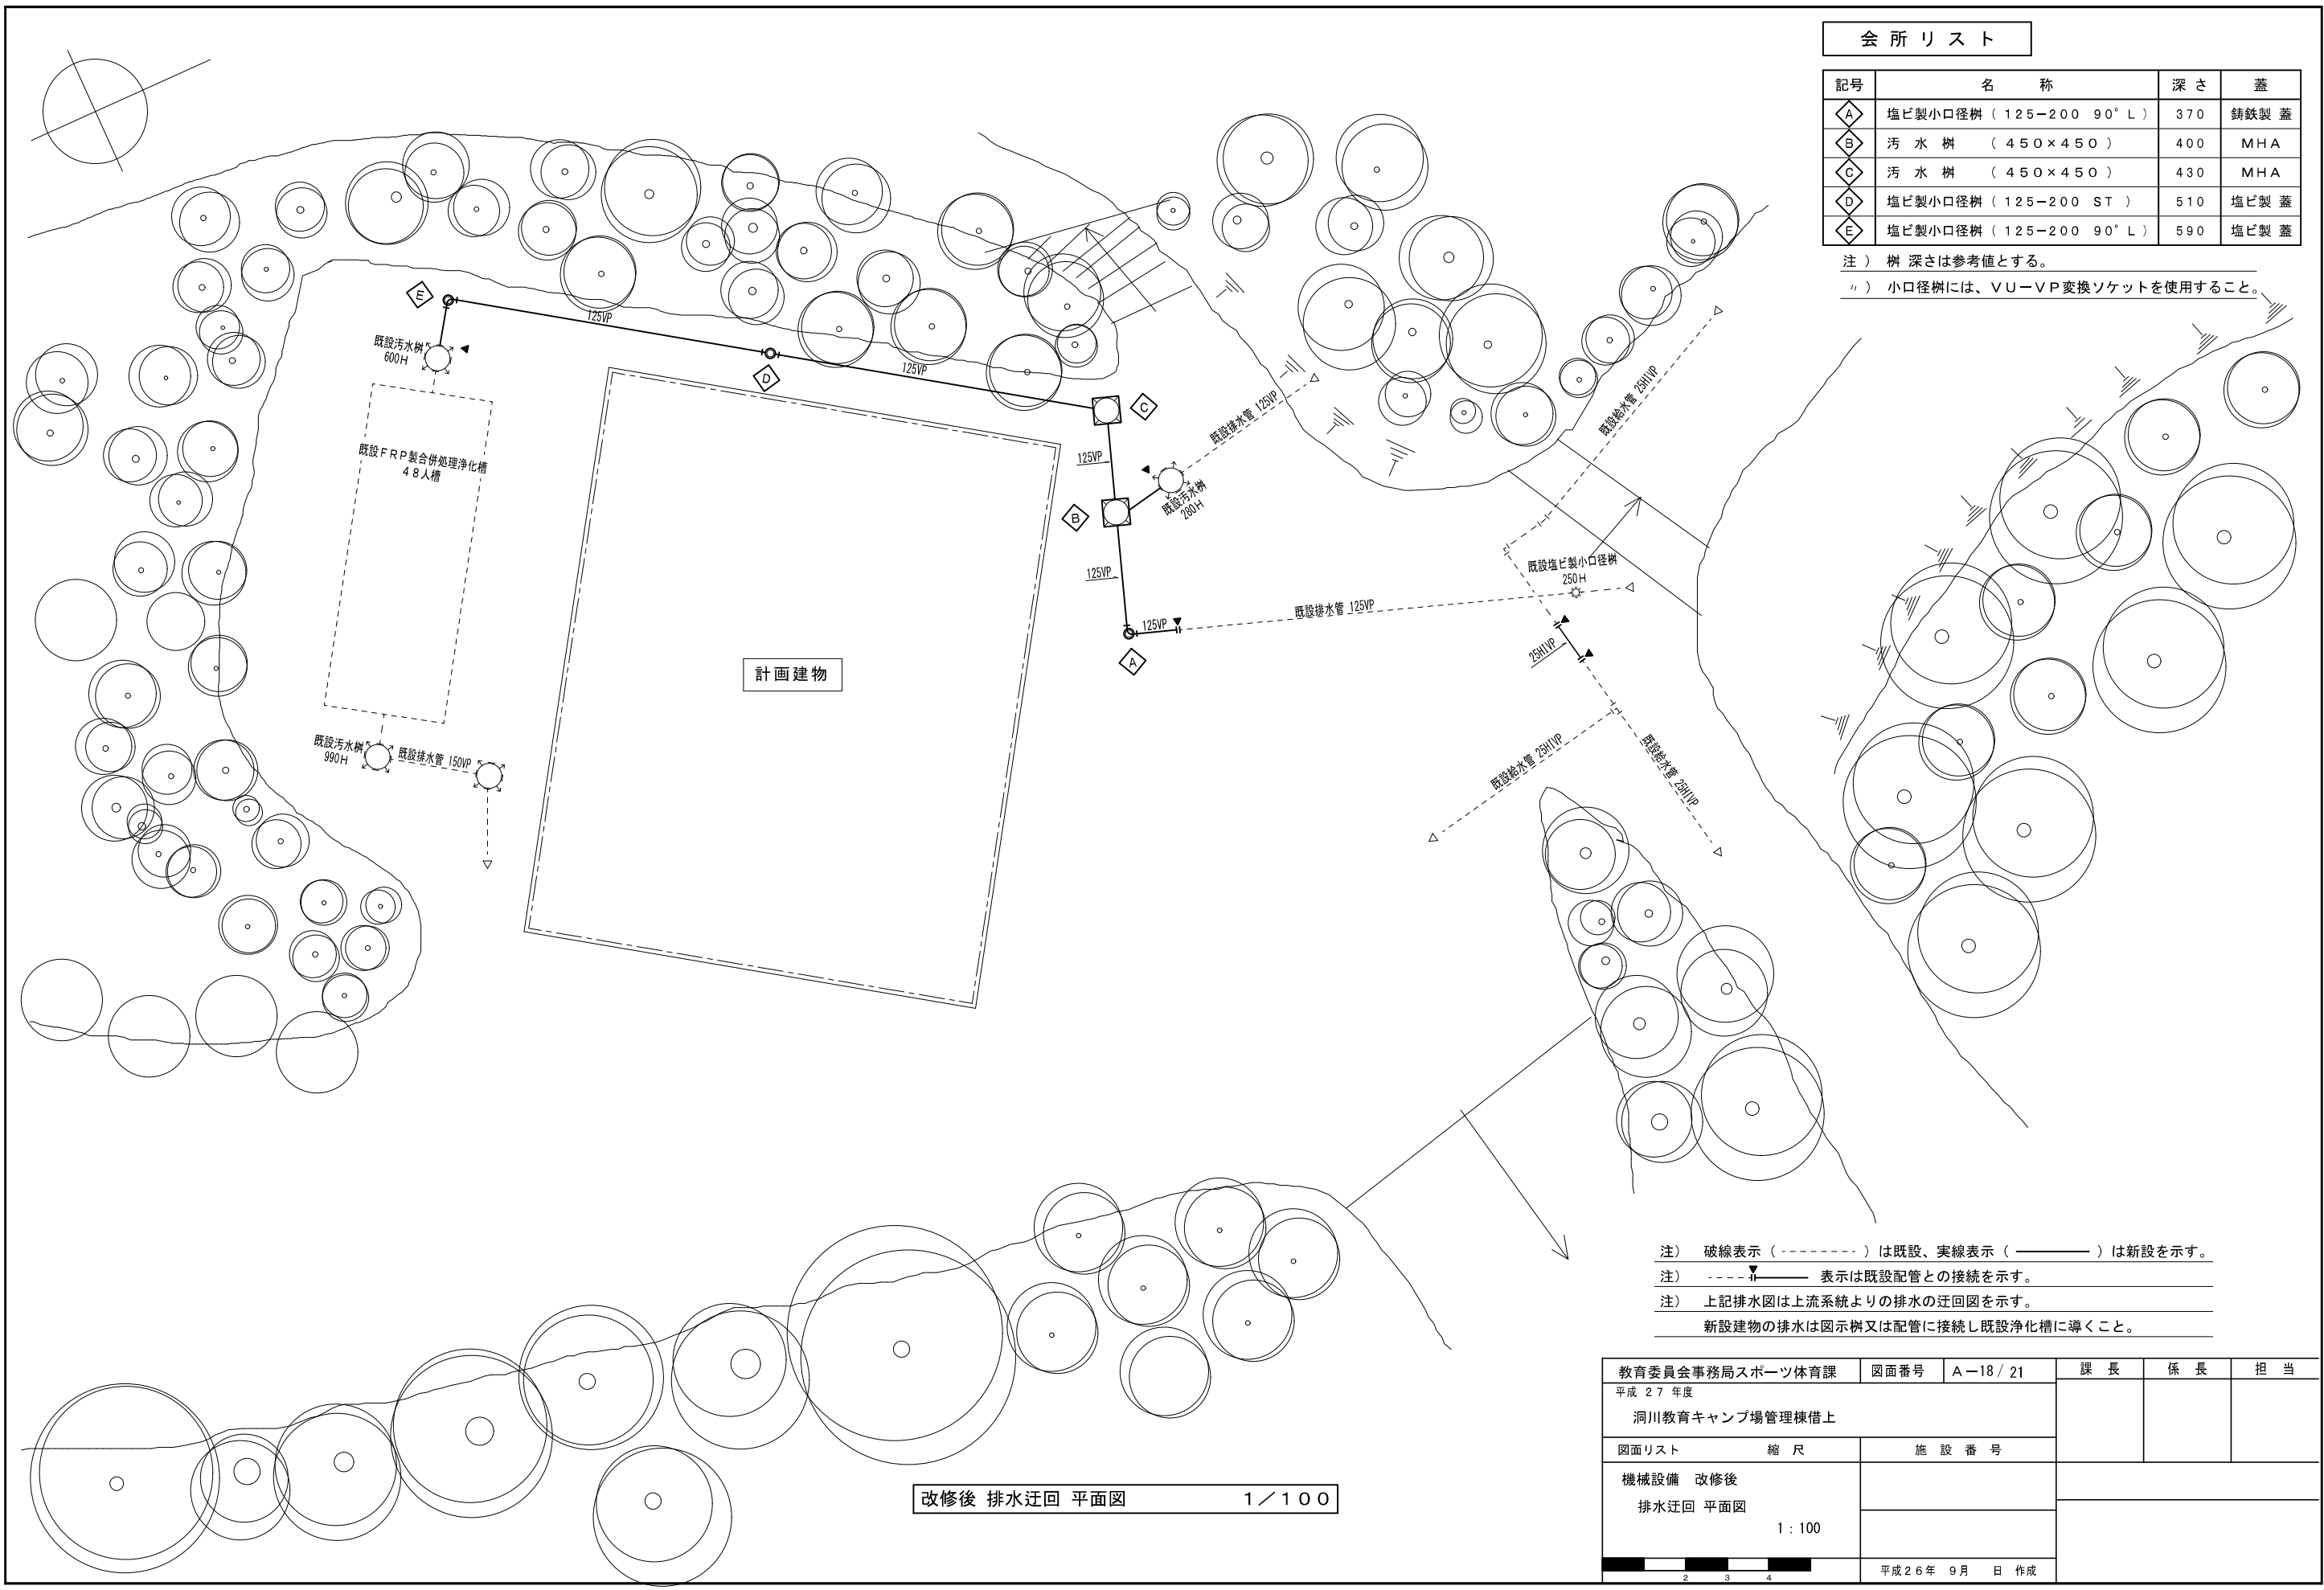 会所リスト
記号 名称 深さ 蓋
A 塩ビ製小口径桝（125−200 90°L） 370 鋳鉄製 蓋
B 汚水桝（450×450） 400 MHA
C 汚水桝（450×450） 430 MHA
D 塩ビ製小口径桝（125−200 ST） 510 塩ビ製 蓋
E 塩ビ製小口径桝（125−200 90°L） 590 塩ビ製 蓋
注） 桝 深さは参考値とする。
〃） 小口径桝には、VU−VP変換ソケットを使用すること。
E
125VP
既設汚水桝
600H
D
125VP
C
既設給水管 25HIVP
既設排水管 125VP
既設FRP製合併処理浄化槽
48人槽
125VP
既設汚水桝
280H
B
125VP
既設塩ビ製小口径桝
250H
既設排水管 125VP
125VP
A
25HIVP
計画建物
既設汚水桝
990H
既設排水管 150VP
既設給水管 25HIVP
既設給水管 25HIVP
注） 破線表示（--------）は既設、実線表示（────）は新設を示す。
注） 表示は既設配管との接続を示す。
注） 上記排水図は上流系統よりの排水の迂回図を示す。
新設建物の排水は図示桝又は配管に接続し既設浄化槽に導くこと。
教育委員会事務局スポーツ体育課 図面番号 A−18/21 課長 係長 担当
平成 27 年度
洞川教育キャンプ場管理棟借上
図面リスト 縮尺 施設番号
機械設備 改修後
排水迂回 平面図
1：100
2 3 4
平成26年 9月 日 作成
改修後 排水迂回 平面図 1／100